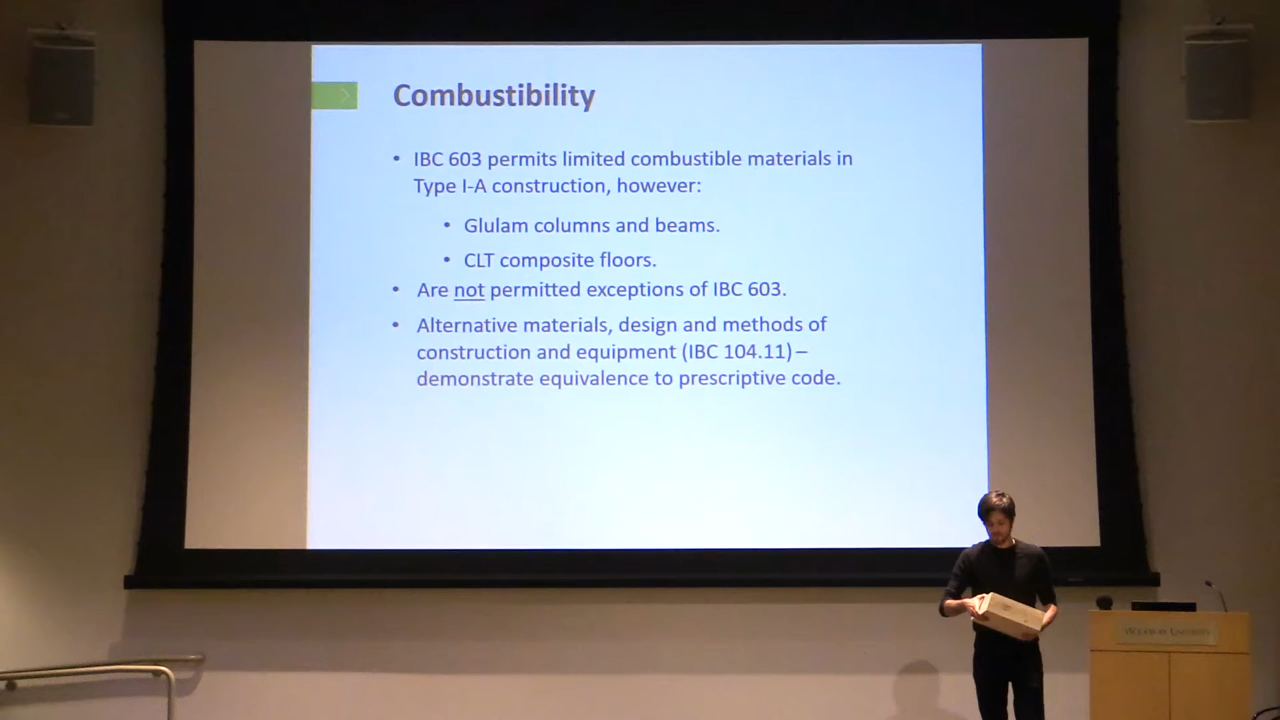 Combustibility
• IBC 603 permits limited combustible materials in
Type I-A construction, however:
• Glulam columns and beams.
• CLT composite floors.
• Are not permitted exceptions of IBC 603.
• Alternative materials, design and methods of
construction and equipment (IBC 104.11) –
demonstrate equivalence to prescriptive code.
Woodbury University